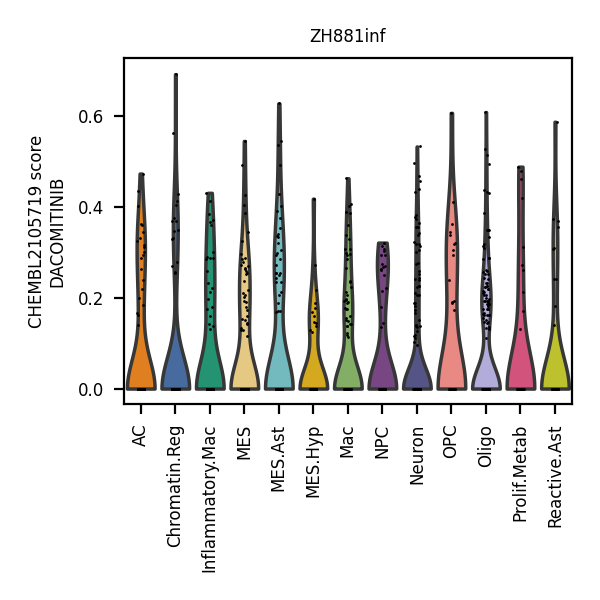 ZH881inf
CHEMBL2105719 score
DACOMITINIB
0.6
0.4
0.2
0.0
AC
Chromatin.Reg
Inflammatory.Mac
MES
MES.Ast
MES.Hyp
Mac
NPC
Neuron
OPC
Oligo
Prolif.Metab
Reactive.Ast